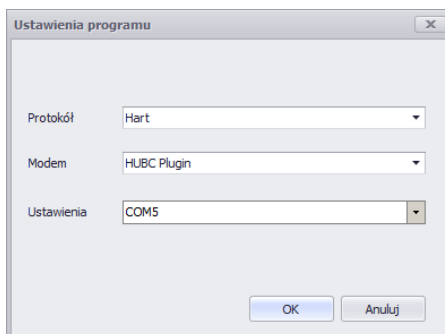 Ustawienia programu
Protokół Hart
Modem HUBC Plugin
Ustawienia COM5
OK Anuluj